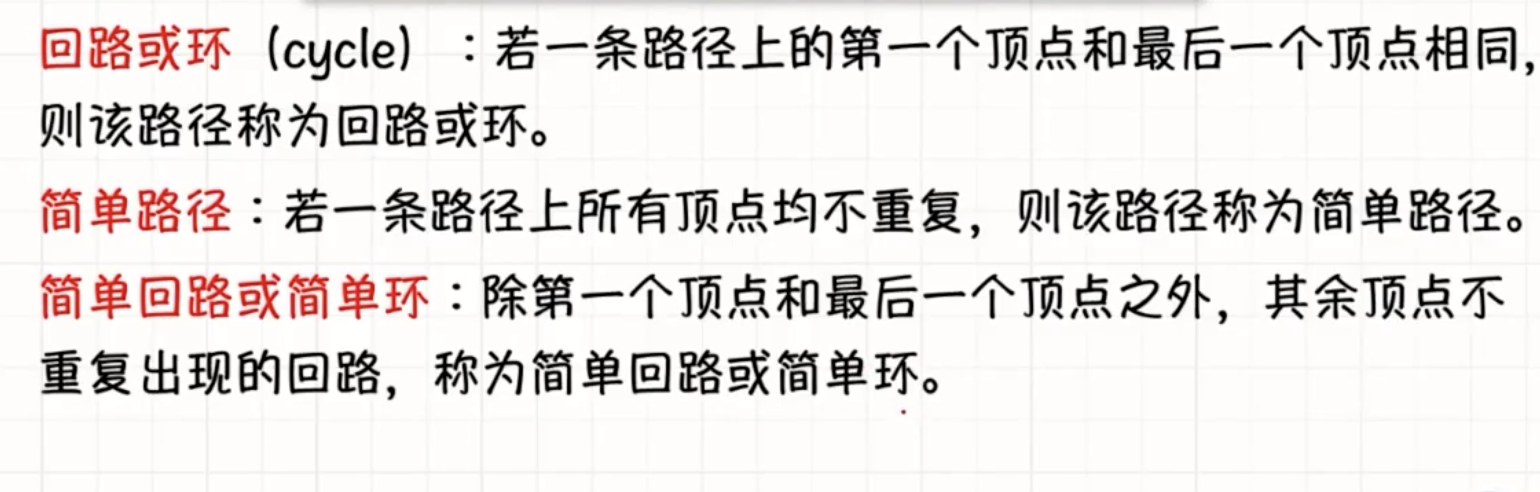 回路或环（cycle）：若一条路径上的第一个顶点和最后一个顶点相同，
则该路径称为回路或环。
简单路径：若一条路径上所有顶点均不重复，则该路径称为简单路径。
简单回路或简单环：除第一个顶点和最后一个顶点之外，其余顶点不
重复出现的回路，称为简单回路或简单环。